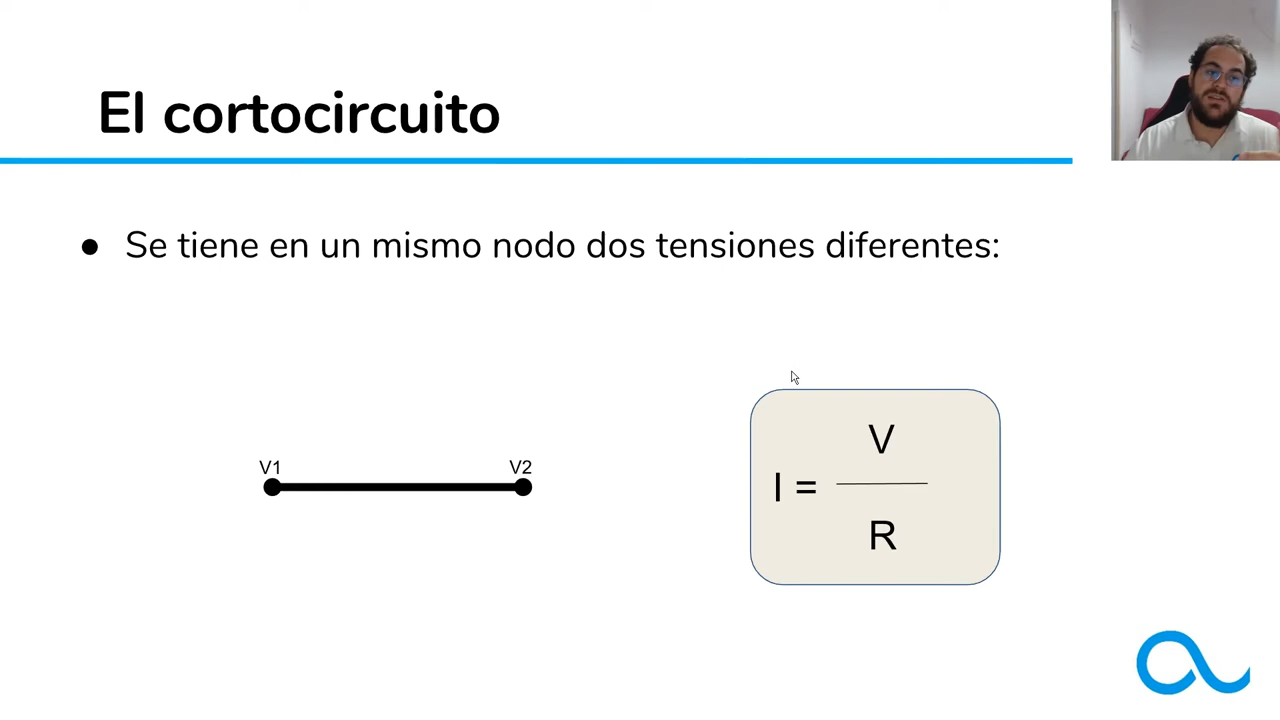 El cortocircuito
● Se tiene en un mismo nodo dos tensiones diferentes:
V1 V2
V
I =
R